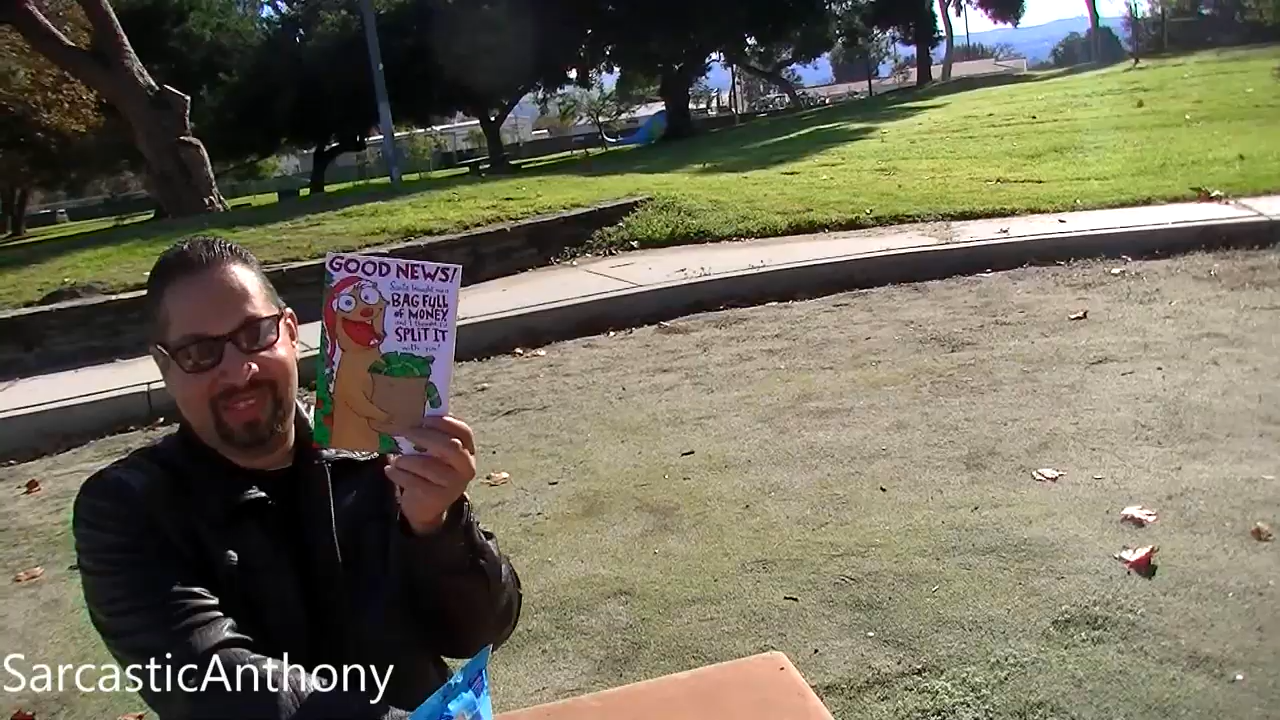 GOOD NEWS!
Santa brought me a
BAG FULL
OF MONEY
and I thought I'd
SPLIT IT
with you!
SarcasticAnthony